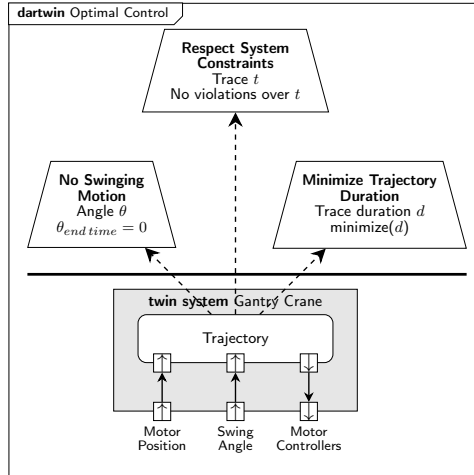 dartwin Optimal Control
Respect System
Constraints
Trace t
No violations over t
No Swinging
Motion
Angle θ
θ_end time = 0
Minimize Trajectory
Duration
Trace duration d
minimize(d)
twin system Gantry Crane
Trajectory
Motor
Position
Swing
Angle
Motor
Controllers